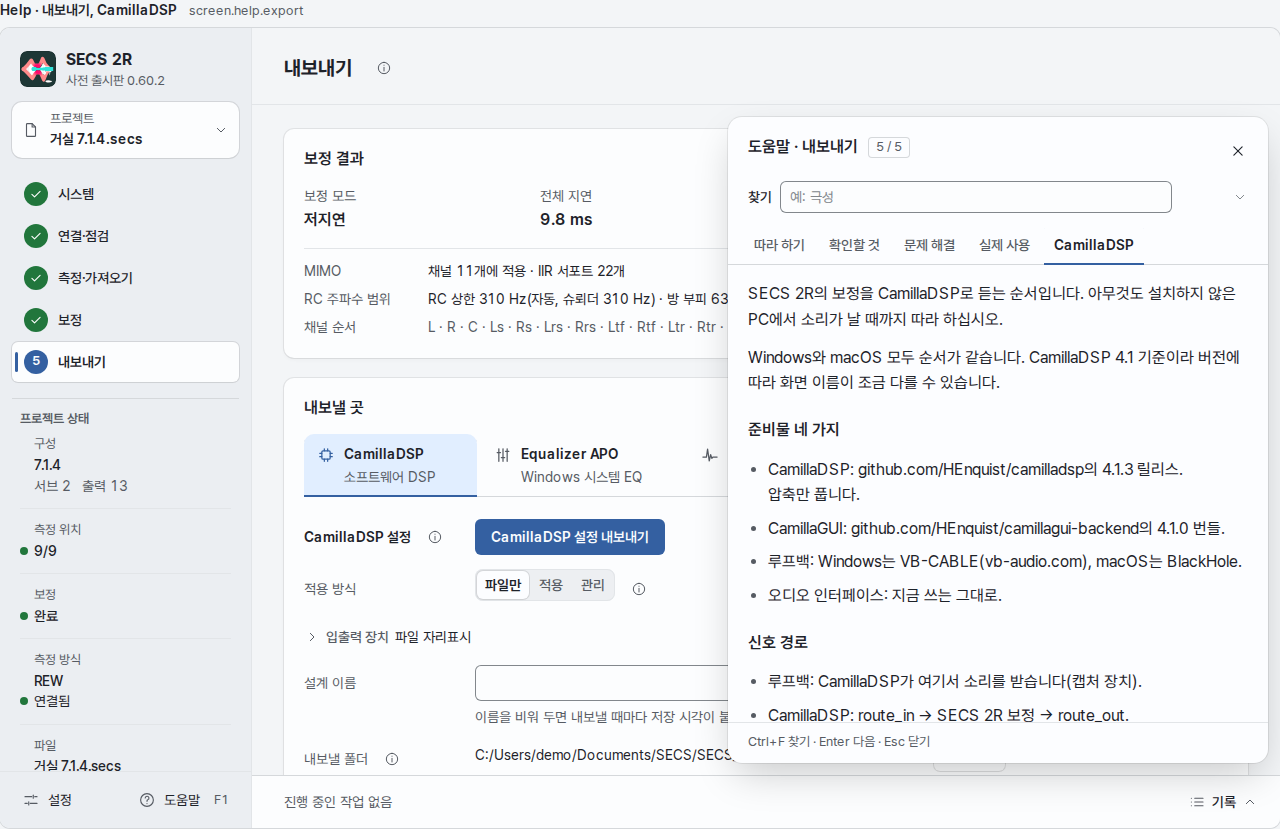 Help · 내보내기, CamillaDSP screen.help.export
SECS 2R
사전 출시판 0.60.2
프로젝트
거실 7.1.4.secs
시스템
연결·점검
측정·가져오기
보정
5 내보내기
프로젝트 상태
구성
7.1.4
서브 2 출력 13
측정 위치
9/9
보정
완료
측정 방식
REW
연결됨
파일
거실 7.1.4.secs
설정
도움말 F1
내보내기
보정 결과
보정 모드
저지연
전체 지연
9.8 ms
MIMO 채널 11개에 적용 · IIR 서포트 22개
RC 주파수 범위 RC 상한 310 Hz(자동, 슈뢰더 310 Hz) · 방 부피 63
채널 순서 L · R · C · Ls · Rs · Lrs · Rrs · Ltf · Rtf · Ltr · Rtr ·
내보낼 곳
CamillaDSP
소프트웨어 DSP
Equalizer APO
Windows 시스템 EQ
CamillaDSP 설정
CamillaDSP 설정 내보내기
적용 방식 파일만 적용 관리
입출력 장치 파일 자리표시
설계 이름
이름을 비워 두면 내보낼 때마다 저장 시각이
내보낼 폴더 C:/Users/demo/Documents/SECS/SECS
진행 중인 작업 없음
기록
도움말 · 내보내기 5 / 5
찾기 예: 극성
따라 하기 확인할 것 문제 해결 실제 사용 CamillaDSP
SECS 2R의 보정을 CamillaDSP로 듣는 순서입니다. 아무것도 설치하지 않은
PC에서 소리가 날 때까지 따라 하십시오.
Windows와 macOS 모두 순서가 같습니다. CamillaDSP 4.1 기준이라 버전에
따라 화면 이름이 조금 다를 수 있습니다.
준비물 네 가지
• CamillaDSP: github.com/HEnquist/camilladsp의 4.1.3 릴리스.
압축만 풉니다.
• CamillaGUI: github.com/HEnquist/camillagui-backend의 4.1.0 번들.
• 루프백: Windows는 VB-CABLE(vb-audio.com), macOS는 BlackHole.
• 오디오 인터페이스: 지금 쓰는 그대로.
신호 경로
• 루프백: CamillaDSP가 여기서 소리를 받습니다(캡처 장치).
• CamillaDSP: route_in → SECS 2R 보정 → route_out.
Ctrl+F 찾기 · Enter 다음 · Esc 닫기